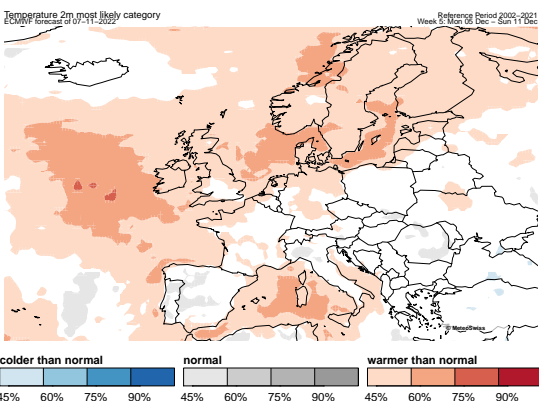 Temperature 2m most likely category
ECMWF forecast of 07-11-2022
Reference Period 2002-2021
Week 5: Mon 05 Dec - Sun 11 Dec
© MeteoSwiss
colder than normal
normal
warmer than normal
45% 60% 75% 90%
45% 60% 75% 90%
45% 60% 75% 90%